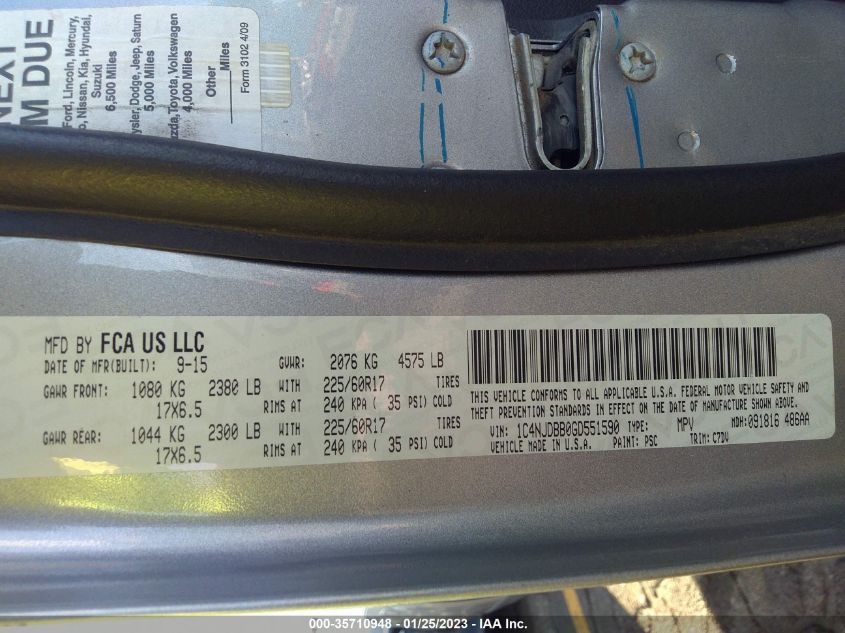 NEXT
M DUE
Ford, Lincoln, Mercury,
o, Nissan, Kia, Hyundai,
Suzuki
6,500 Miles
ysler, Dodge, Jeep, Saturn
5,000 Miles
zda, Toyota, Volkswagen
4,000 Miles
Other
Miles
Form 3102 4/09
MFD BY FCA US LLC
DATE OF MFR(BUILT): 9-15 GVWR: 2076 KG 4575 LB
GAWR FRONT: 1080 KG 2380 LB WITH 225/60R17 TIRES
17X6.5 RIMS AT 240 KPA ( 35 PSI) COLD
GAWR REAR: 1044 KG 2300 LB WITH 225/60R17 TIRES
17X6.5 RIMS AT 240 KPA ( 35 PSI) COLD
THIS VEHICLE CONFORMS TO ALL APPLICABLE U.S.A. FEDERAL MOTOR VEHICLE SAFETY AND
THEFT PREVENTION STANDARDS IN EFFECT ON THE DATE OF MANUFACTURE SHOWN ABOVE.
VIN: 1C4NJDBB0GD551590 TYPE: MPV MDH:091816 486AA
VEHICLE MADE IN U.S.A. PAINT: PSC TRIM: C7DV
000-35710948 - 01/25/2023 - IAA Inc.